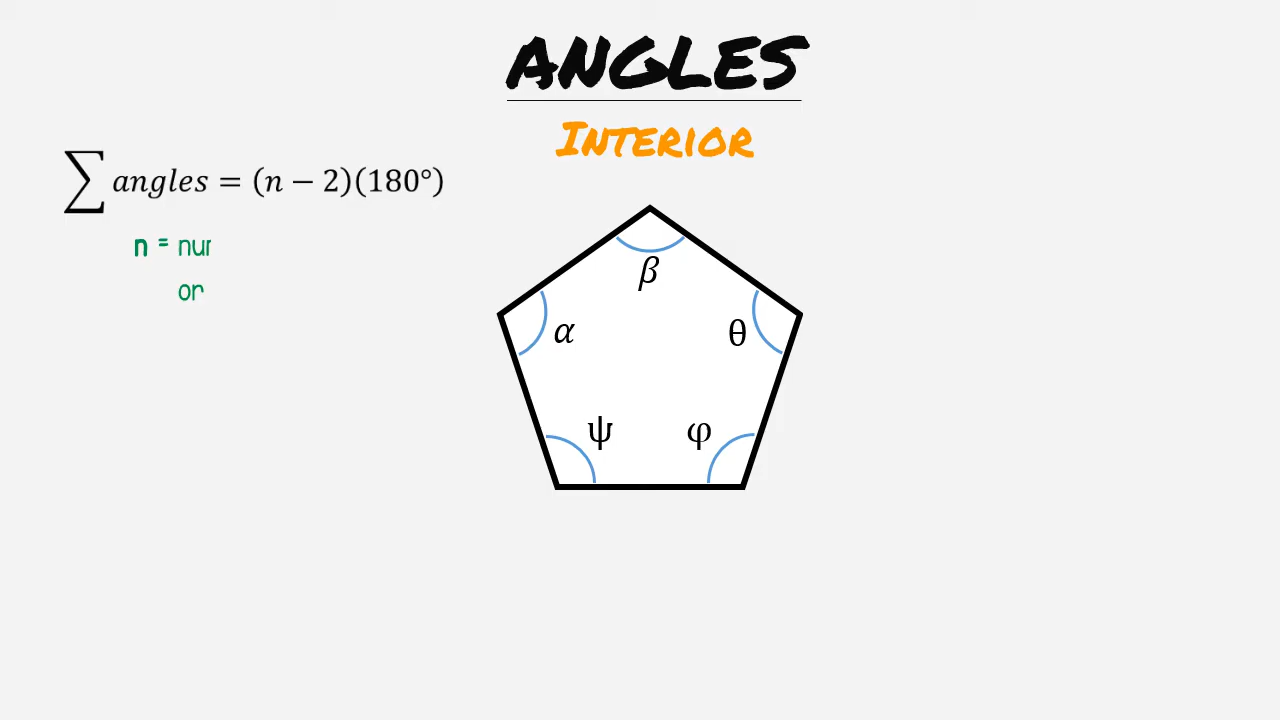 ANGLES
INTERIOR
∑ angles = (n − 2)(180°)
n = nur
or
β
α
θ
ψ
φ